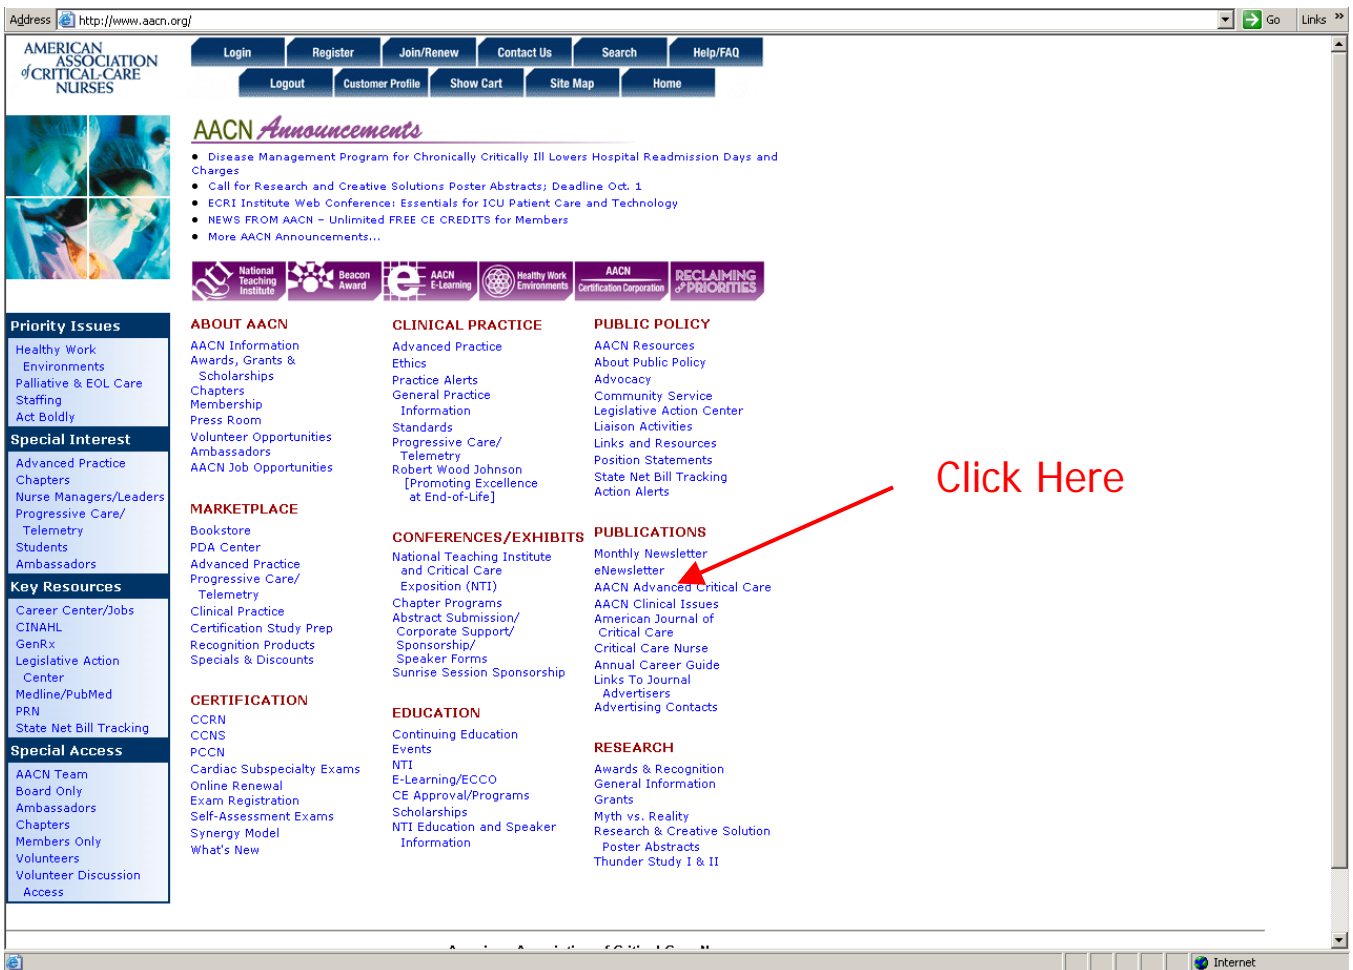 Address http://www.aacn.org/ Go Links »
AMERICAN
ASSOCIATION
of CRITICAL-CARE
NURSES
Login Register Join/Renew Contact Us Search Help/FAQ
Logout Customer Profile Show Cart Site Map Home
AACN Announcements
• Disease Management Program for Chronically Critically Ill Lowers Hospital Readmission Days and
Charges
• Call for Research and Creative Solutions Poster Abstracts; Deadline Oct. 1
• ECRI Institute Web Conference: Essentials for ICU Patient Care and Technology
• NEWS FROM AACN – Unlimited FREE CE CREDITS for Members
• More AACN Announcements...
NTI National
Teaching
Institute
Beacon
Award
e AACN
E-Learning
Healthy Work
Environments
AACN
Certification Corporation
RECLAIMING
of PRIORITIES
Priority Issues
Healthy Work
Environments
Palliative & EOL Care
Staffing
Act Boldly
Special Interest
Advanced Practice
Chapters
Nurse Managers/Leaders
Progressive Care/
Telemetry
Students
Ambassadors
Key Resources
Career Center/Jobs
CINAHL
GenRx
Legislative Action
Center
Medline/PubMed
PRN
State Net Bill Tracking
Special Access
AACN Team
Board Only
Ambassadors
Chapters
Members Only
Volunteers
Volunteer Discussion
Access
ABOUT AACN
AACN Information
Awards, Grants &
Scholarships
Chapters
Membership
Press Room
Volunteer Opportunities
Ambassadors
AACN Job Opportunities
MARKETPLACE
Bookstore
PDA Center
Advanced Practice
Progressive Care/
Telemetry
Clinical Practice
Certification Study Prep
Recognition Products
Specials & Discounts
CERTIFICATION
CCRN
CCNS
PCCN
Cardiac Subspecialty Exams
Online Renewal
Exam Registration
Self-Assessment Exams
Synergy Model
What's New
CLINICAL PRACTICE
Advanced Practice
Ethics
Practice Alerts
General Practice
Information
Standards
Progressive Care/
Telemetry
Robert Wood Johnson
[Promoting Excellence
at End-of-Life]
CONFERENCES/EXHIBITS
National Teaching Institute
and Critical Care
Exposition (NTI)
Chapter Programs
Abstract Submission/
Corporate Support/
Sponsorship/
Speaker Forms
Sunrise Session Sponsorship
EDUCATION
Continuing Education
Events
NTI
E-Learning/ECCO
CE Approval/Programs
Scholarships
NTI Education and Speaker
Information
PUBLIC POLICY
AACN Resources
About Public Policy
Advocacy
Community Service
Legislative Action Center
Liaison Activities
Links and Resources
Position Statements
State Net Bill Tracking
Action Alerts
PUBLICATIONS
Monthly Newsletter
eNewsletter
AACN Advanced Critical Care
AACN Clinical Issues
American Journal of
Critical Care
Critical Care Nurse
Annual Career Guide
Links To Journal
Advertisers
Advertising Contacts
RESEARCH
Awards & Recognition
General Information
Grants
Myth vs. Reality
Research & Creative Solution
Poster Abstracts
Thunder Study I & II
Click Here
Internet